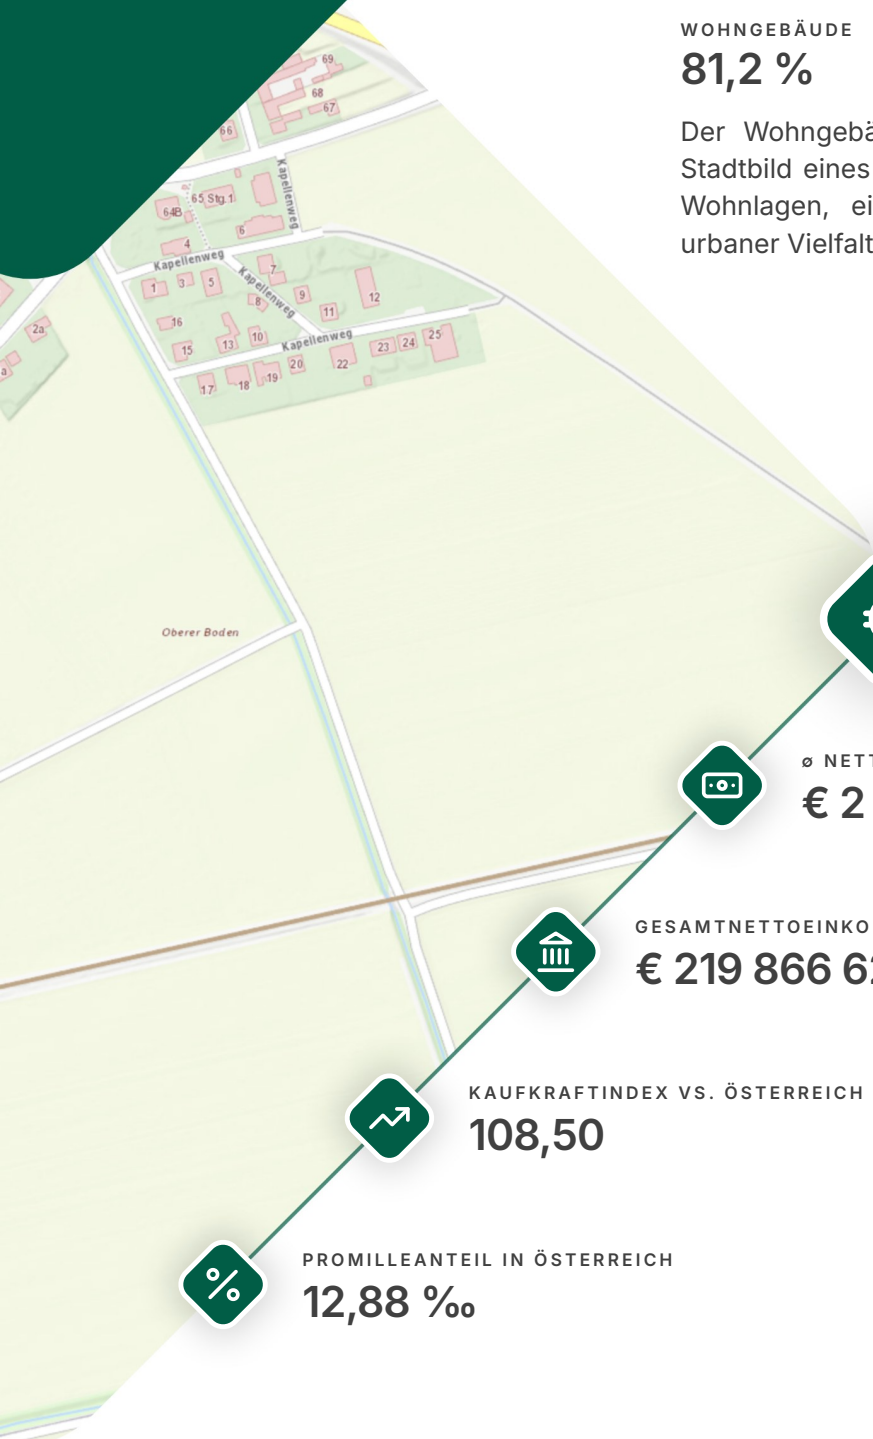 WOHNGEBÄUDE
81,2 %
Der Wohngebä
Stadtbild eines
Wohnlagen, ei
urbaner Vielfalt
69
68
67
66
Kapellenweg
65 Stg.1
64B
6
4
Kapellenweg
7
1
3
5
Kapellenweg
8
9
12
11
2a
16
10
13
15
Kapellenweg
25
24
23
22
20
19
18
17
a
Oberer Boden
ø NETT
€ 2
GESAMTNETTOEINKO
€ 219 866 62
KAUFKRAFTINDEX VS. ÖSTERREICH
108,50
PROMILLEANTEIL IN ÖSTERREICH
12,88 ‰